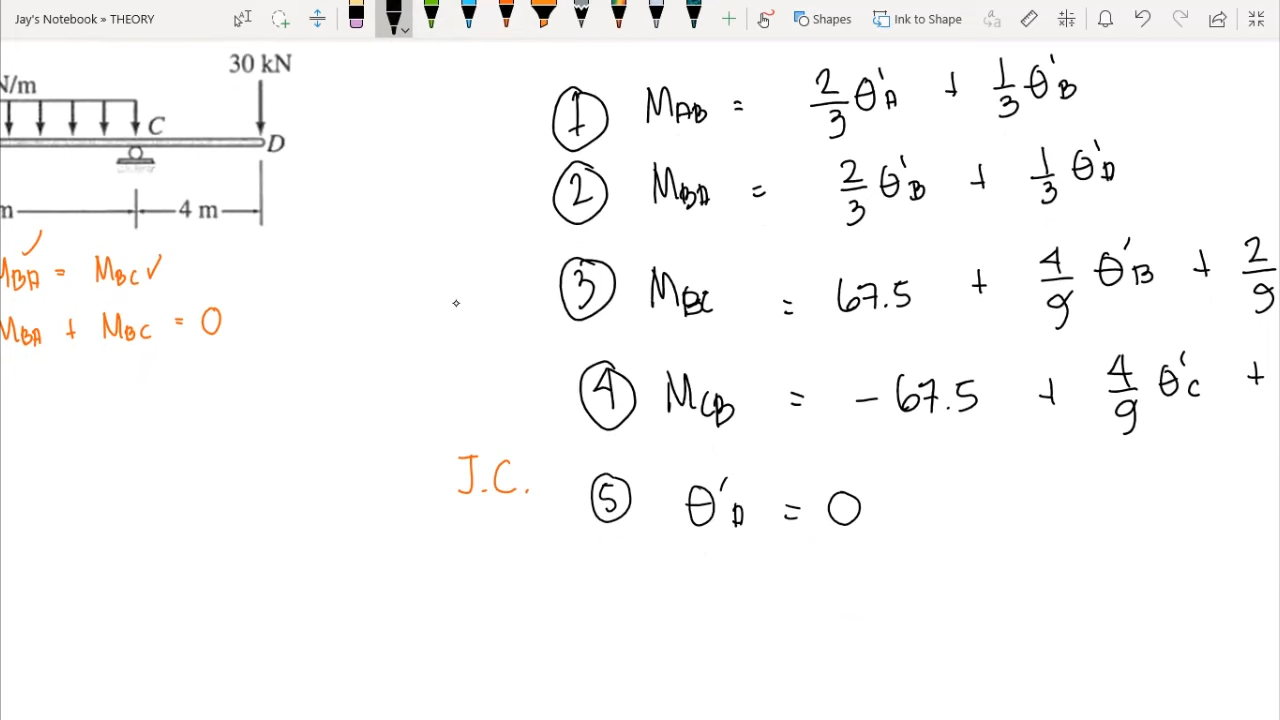 Jay's Notebook » THEORY
Shapes
Ink to Shape
30 kN
N/m
C
D
m
4 m
MBA = MBC ✓
MBA + MBC = 0
① MAB = 2/3 θ'A + 1/3 θ'B
② MBA = 2/3 θ'B + 1/3 θ'A
③ MBC = 67.5 + 4/9 θ'B + 2/9
④ MCB = - 67.5 + 4/9 θ'C +
J.C.
⑤ θ'A = 0